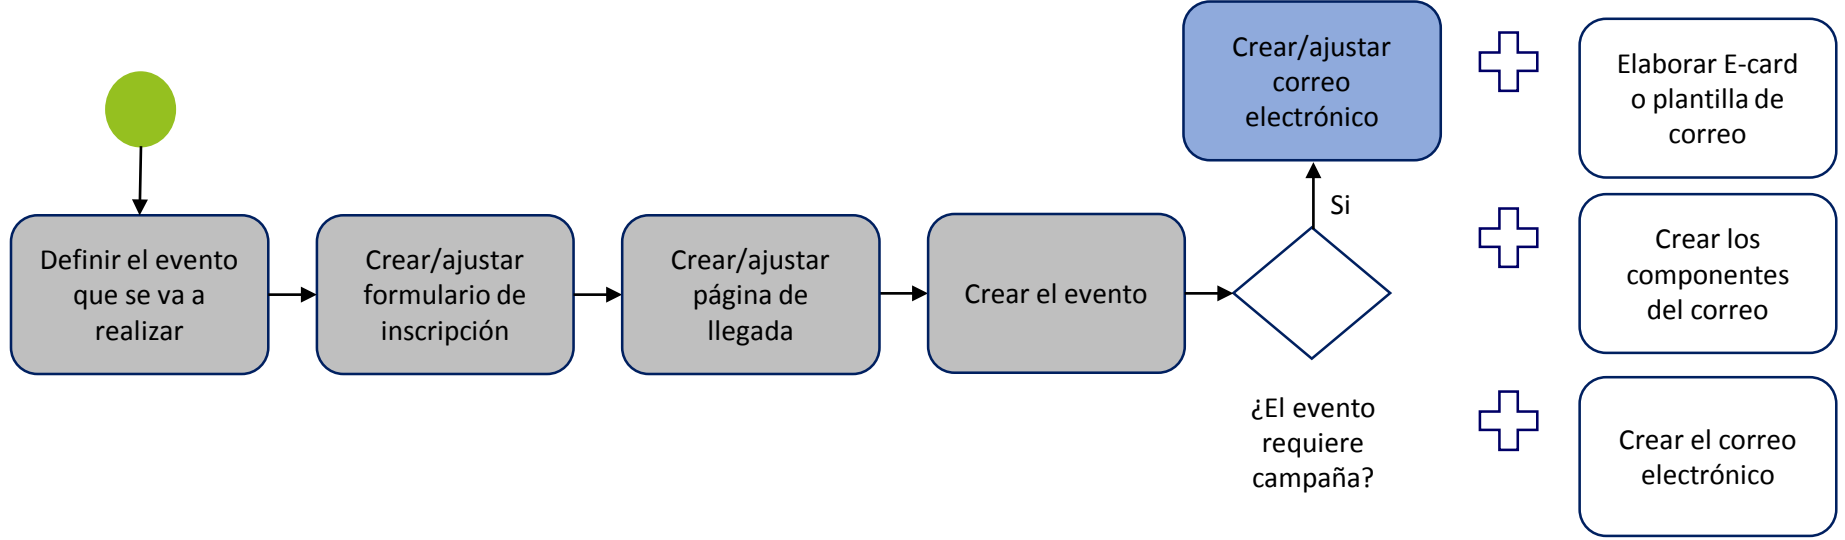 Definir el evento
que se va a
realizar
Crear/ajustar
formulario de
inscripción
Crear/ajustar
página de
llegada
Crear el evento
¿El evento
requiere
campaña?
Si
Crear/ajustar
correo
electrónico
Elaborar E-card
o plantilla de
correo
Crear los
componentes
del correo
Crear el correo
electrónico